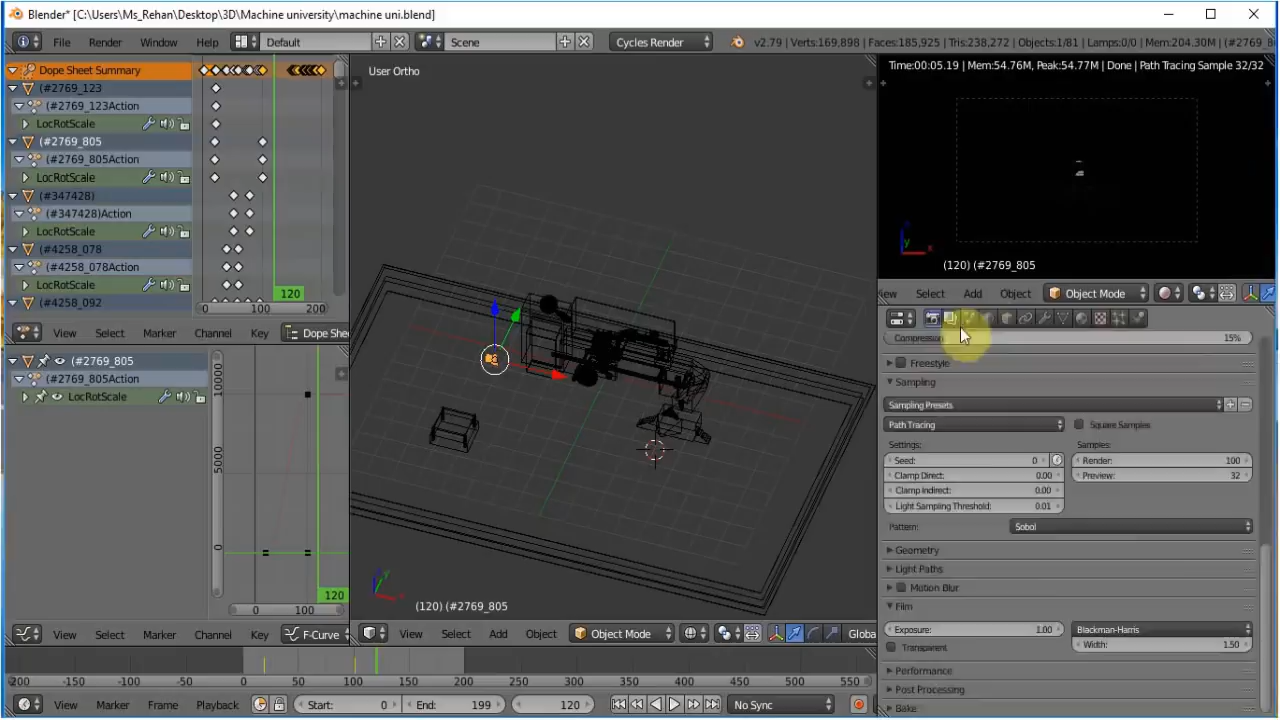 Blender* [C:\Users\Ms_Rehan\Desktop\3D\Machine university\machine uni.blend]
File Render Window Help Default Scene Cycles Render v2.79 | Verts:169,898 | Faces:185,925 | Tris:238,272 | Objects:1/81 | Lamps:0/0 | Mem:204.30M | (#2769_8
Dope Sheet Summary
(#2769_123
(#2769_123Action
LocRotScale
(#2769_805
(#2769_805Action
LocRotScale
(#347428)
(#347428)Action
LocRotScale
(#4258_078
(#4258_078Action
LocRotScale
(#4258_092
0 100 200
120
View Select Marker Channel Key Dope She
(#2769_805
(#2769_805Action
LocRotScale
10000
5000
0
0 100
120
View Select Marker Channel Key F-Curve
User Ortho
(120) (#2769_805
View Select Add Object Object Mode Globa
Time:00:05.19 | Mem:54.76M, Peak:54.77M | Done | Path Tracing Sample 32/32
(120) (#2769_805
iew Select Add Object Object Mode
Compression: 15%
Freestyle
Sampling
Sampling Presets
Path Tracing Square Samples
Settings: Samples:
Seed: 0 Render: 100
Clamp Direct: 0.00 Preview: 32
Clamp Indirect: 0.00
Light Sampling Threshold: 0.01
Pattern: Sobol
Geometry
Light Paths
Motion Blur
Film
Exposure: 1.00 Blackman-Harris
Transparent Width: 1.50
Performance
Post Processing
Bake
-200 -150 -100 -50 0 50 100 150 200 250 300 350 400 450 500 550
View Marker Frame Playback Start: 0 End: 199 120 No Sync